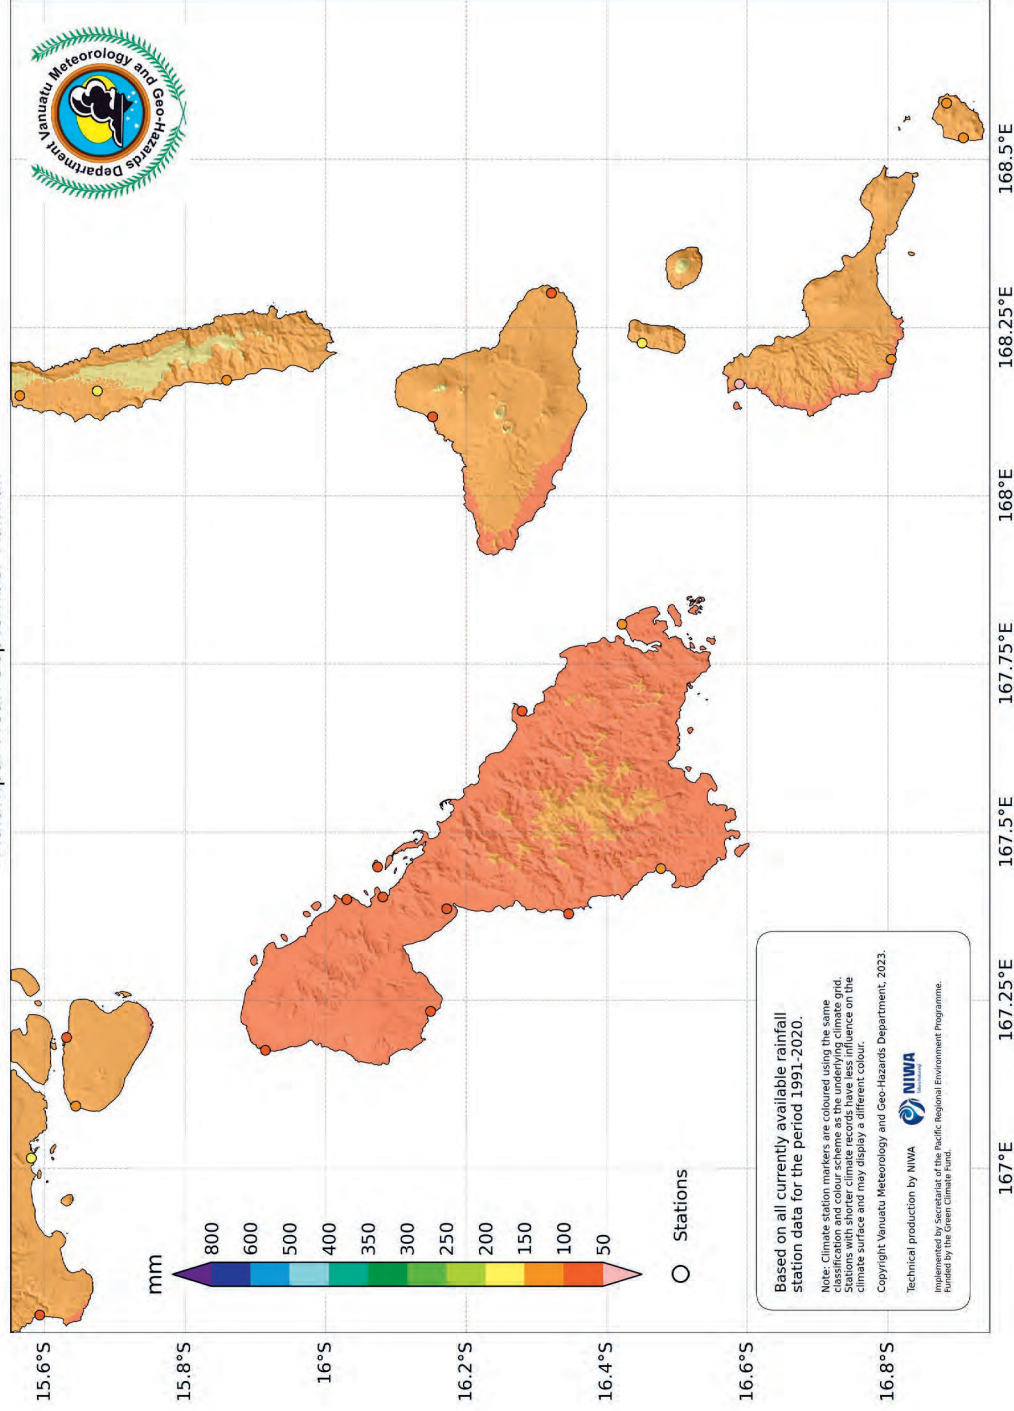 Vanuatu Meteorology and Geo-Hazards Department
mm
800
600
500
400
350
300
250
200
150
100
50
Stations
Based on all currently available rainfall
station data for the period 1991-2020.
Note: Climate station markers are coloured using the same
classification and colour scheme as the underlying climate grid.
Stations with shorter climate records have less influence on the
climate surface and may display a different colour.
Copyright Vanuatu Meteorology and Geo-Hazards Department, 2023.
Technical production by NIWA
NIWA
Implemented by Secretariat of the Pacific Regional Environment Programme.
Funded by the Green Climate Fund.
15.6°S
15.8°S
16°S
16.2°S
16.4°S
16.6°S
16.8°S
167°E
167.25°E
167.5°E
167.75°E
168°E
168.25°E
168.5°E